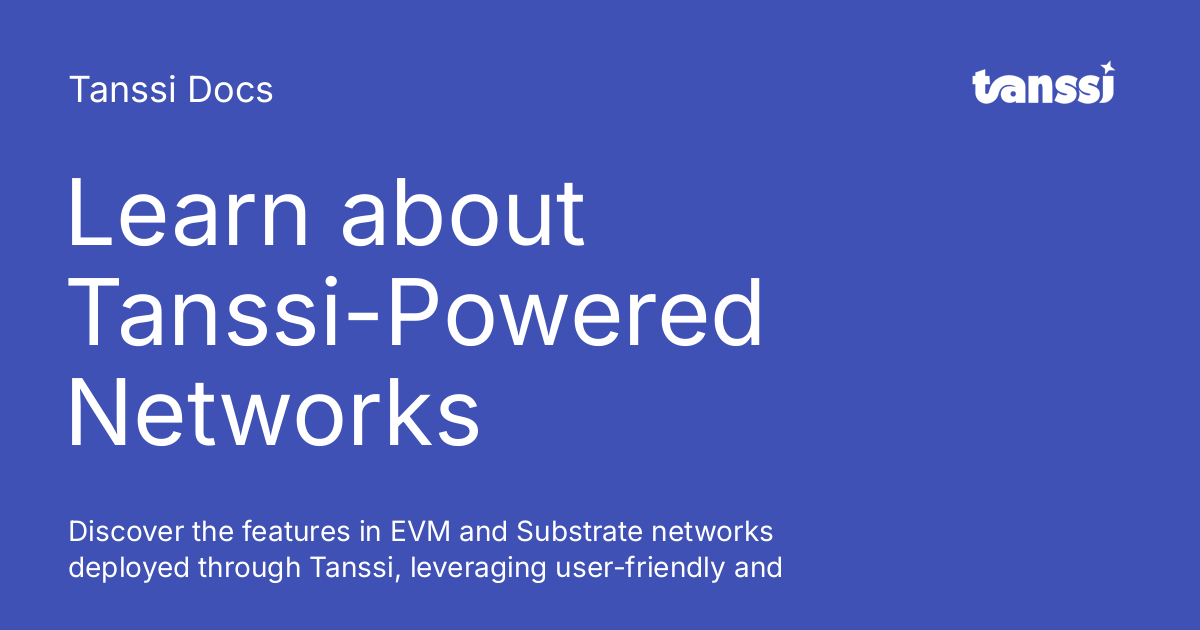 Tanssi Docs
tanssi
Learn about
Tanssi-Powered
Networks
Discover the features in EVM and Substrate networks
deployed through Tanssi, leveraging user-friendly and